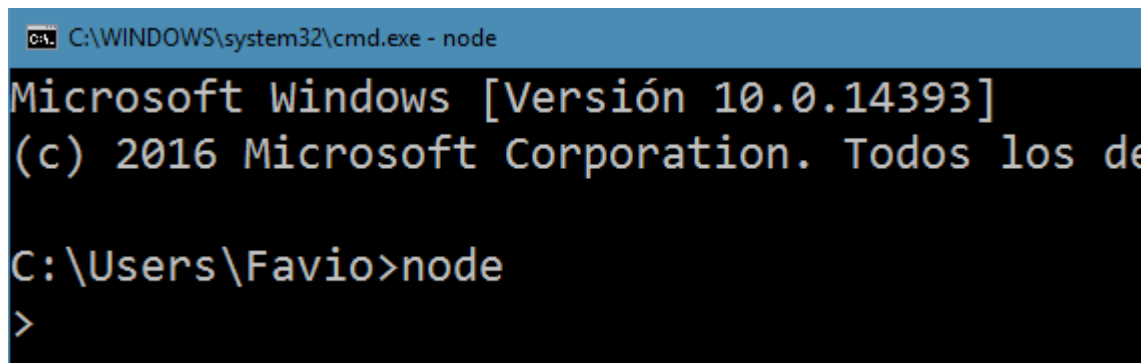 C:\WINDOWS\system32\cmd.exe - node
Microsoft Windows [Versión 10.0.14393]
(c) 2016 Microsoft Corporation. Todos los de
C:\Users\Favio>node
>